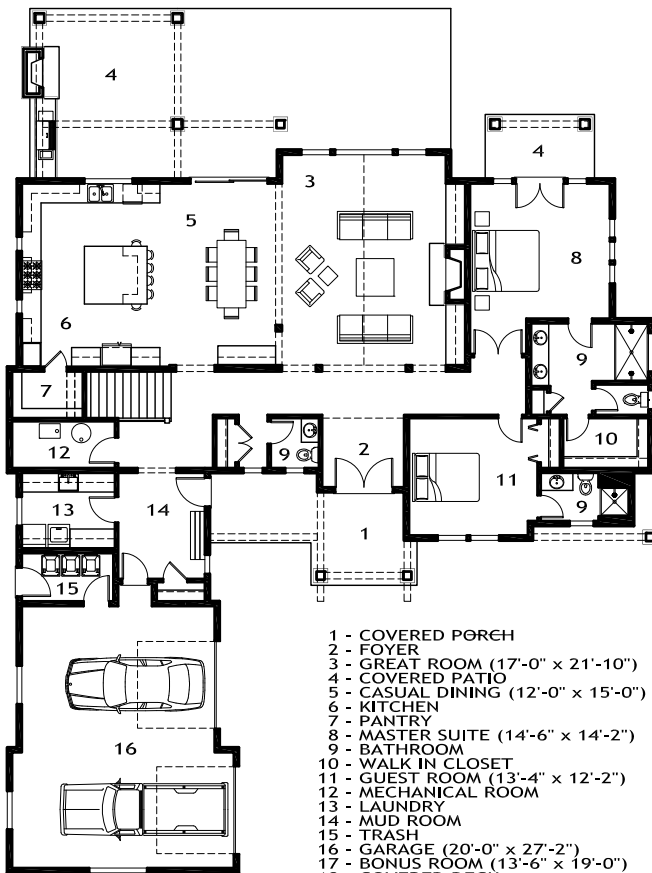 4
4
3
5
8
6
9
7
10
12
9
2
11
13
14
9
1
15
16
1 - COVERED PORCH
2 - FOYER
3 - GREAT ROOM (17'-0" x 21'-10")
4 - COVERED PATIO
5 - CASUAL DINING (12'-0" x 15'-0")
6 - KITCHEN
7 - PANTRY
8 - MASTER SUITE (14'-6" x 14'-2")
9 - BATHROOM
10 - WALK IN CLOSET
11 - GUEST ROOM (13'-4" x 12'-2")
12 - MECHANICAL ROOM
13 - LAUNDRY
14 - MUD ROOM
15 - TRASH
16 - GARAGE (20'-0" x 27'-2")
17 - BONUS ROOM (13'-6" x 19'-0")